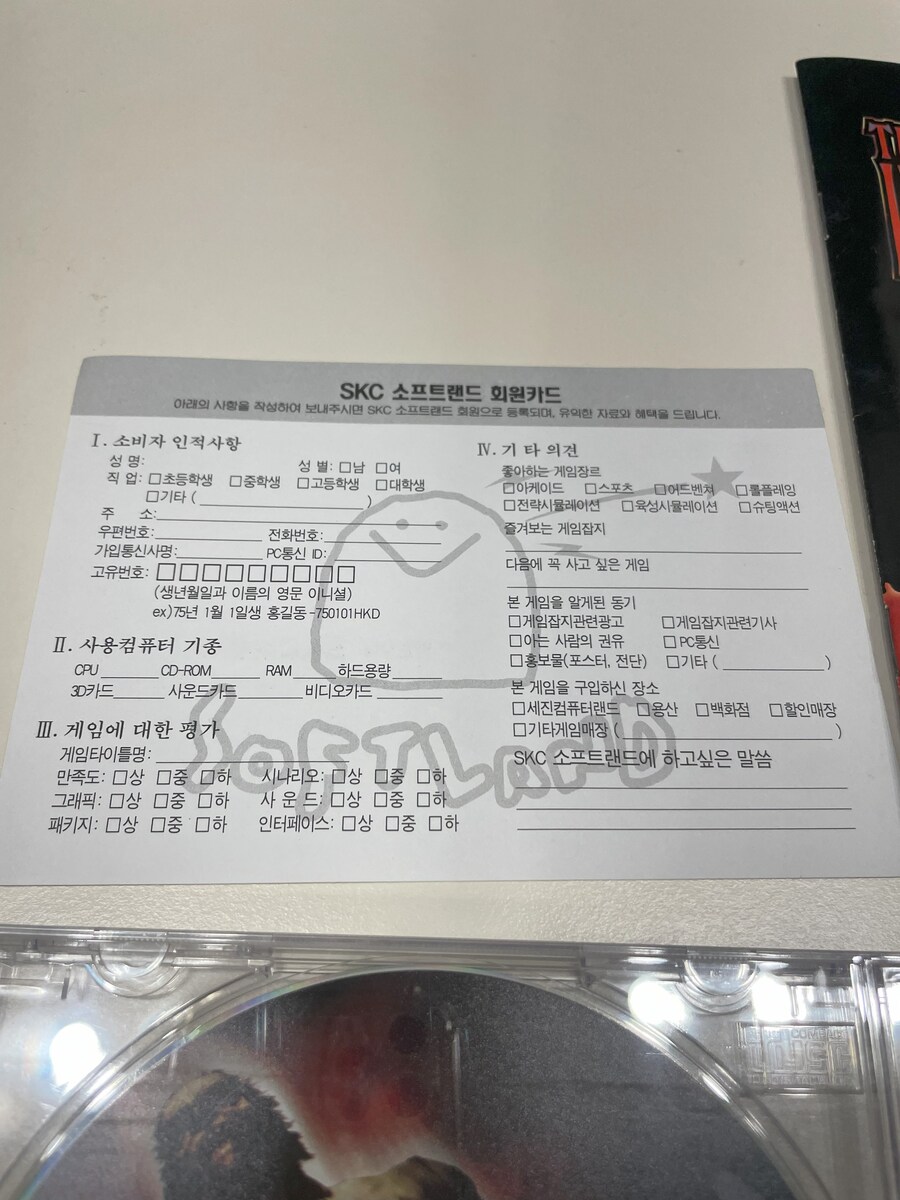 SKC 소프트랜드 회원카드
아래의 사항을 작성하여 보내주시면 SKC 소프트랜드 회원으로 등록되며, 유익한 자료와 혜택을 드립니다.
I. 소비자 인적사항
성 명: 성 별: □남 □여
직 업: □초등학생 □중학생 □고등학생 □대학생
□기타 ( )
주 소:
우편번호: 전화번호:
가입통신사명: PC통신 ID:
고유번호: □□□□□□□□□
(생년월일과 이름의 영문 이니셜)
ex)75년 1월 1일생 홍길동-750101HKD
II. 사용컴퓨터 기종
CPU CD-ROM RAM 하드용량
3D카드 사운드카드 비디오카드
III. 게임에 대한 평가
게임타이틀명:
만족도: □상 □중 □하 시나리오: □상 □중 □하
그래픽: □상 □중 □하 사 운 드: □상 □중 □하
패키지: □상 □중 □하 인터페이스: □상 □중 □하
IV. 기 타 의견
좋아하는 게임장르
□아케이드 □스포츠 □어드벤쳐 □롤플레잉
□전략시뮬레이션 □육성시뮬레이션 □슈팅액션
즐겨보는 게임잡지
다음에 꼭 사고 싶은 게임
본 게임을 알게된 동기
□게임잡지관련광고 □게임잡지관련기사
□아는 사람의 권유 □PC통신
□홍보물(포스터, 전단) □기타 ( )
본 게임을 구입하신 장소
□세진컴퓨터랜드 □용산 □백화점 □할인매장
□기타게임매장 ( )
SKC 소프트랜드에 하고싶은 말씀
SOFTLAND